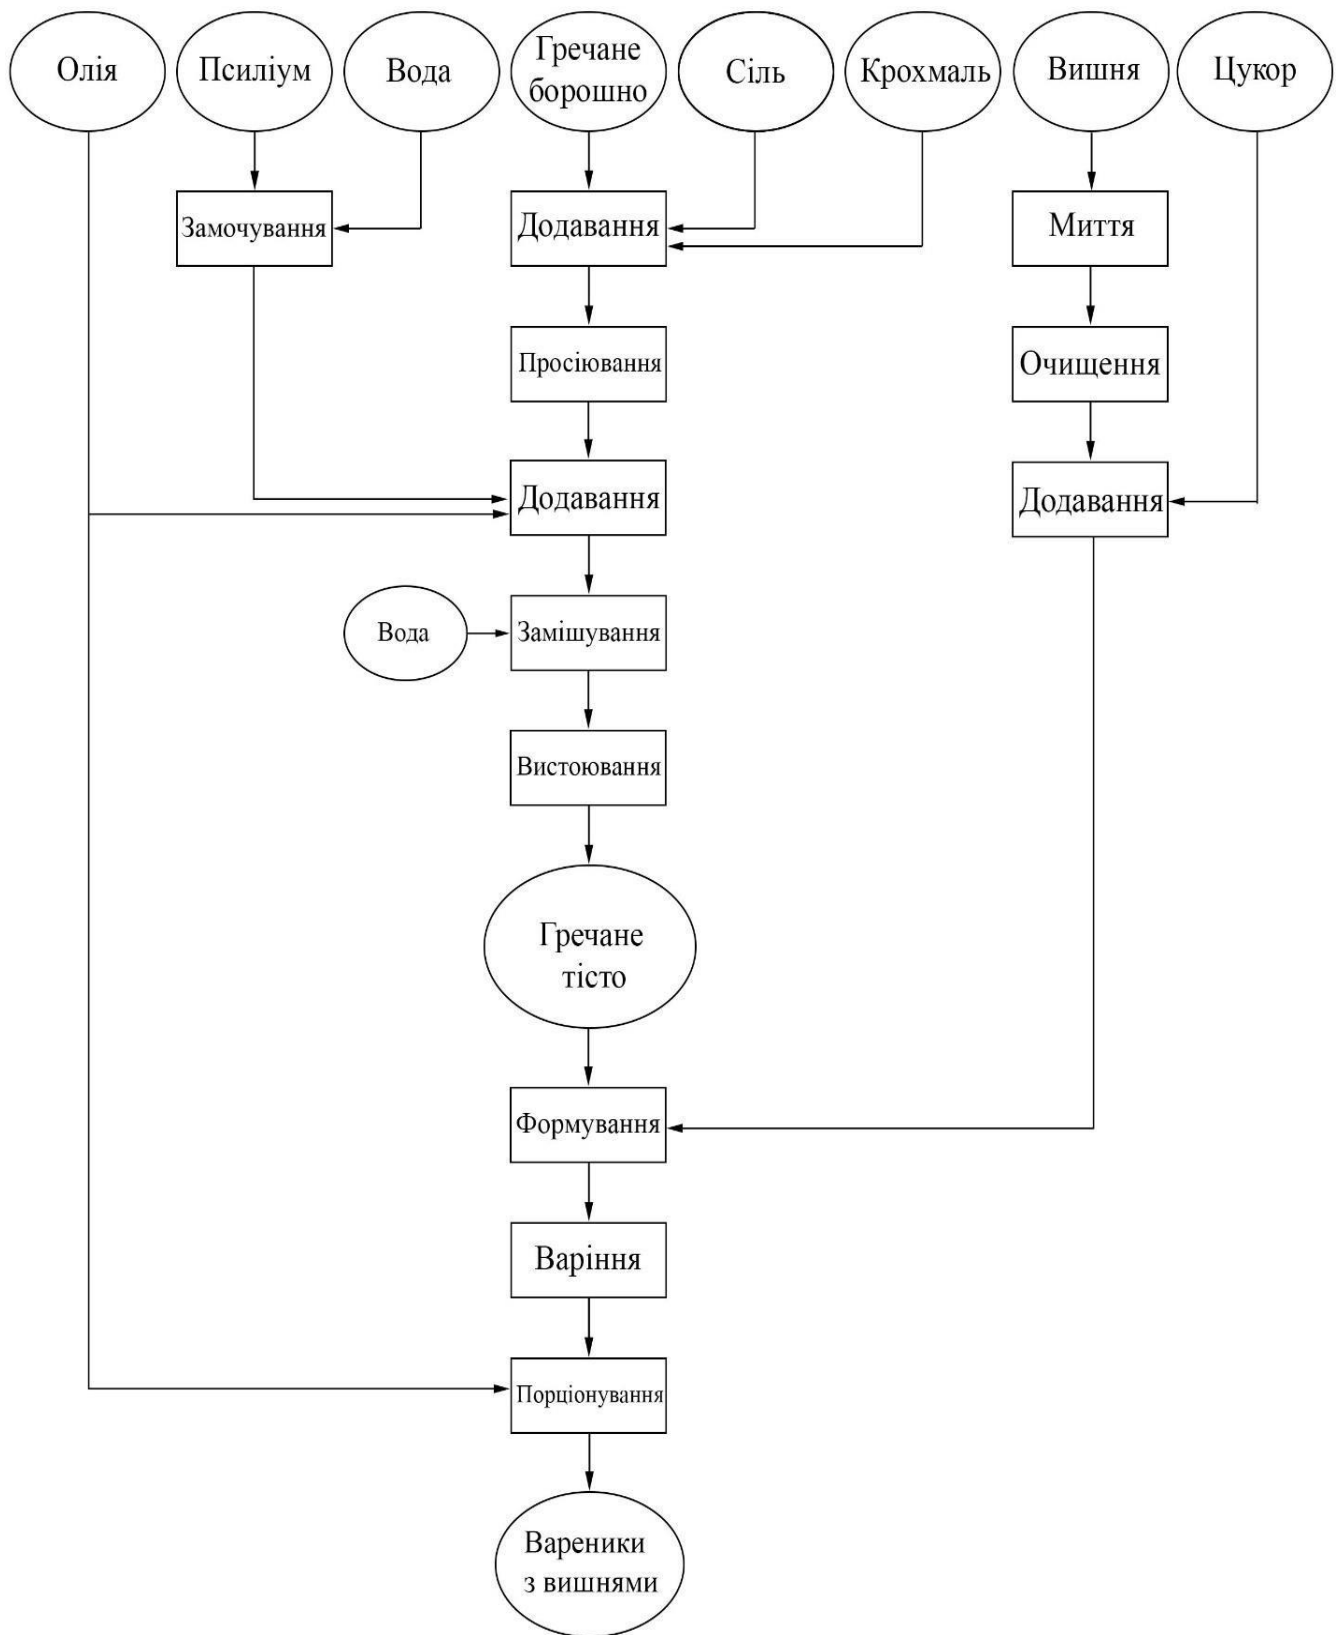 Олія
Псиліум
Вода
Гречане
борошно
Сіль
Крохмаль
Вишня
Цукор
Замочування
Додавання
Миття
Просіювання
Очищення
Додавання
Додавання
Вода
Замішування
Вистоювання
Гречане
тісто
Формування
Варіння
Порціонування
Вареники
з вишнями